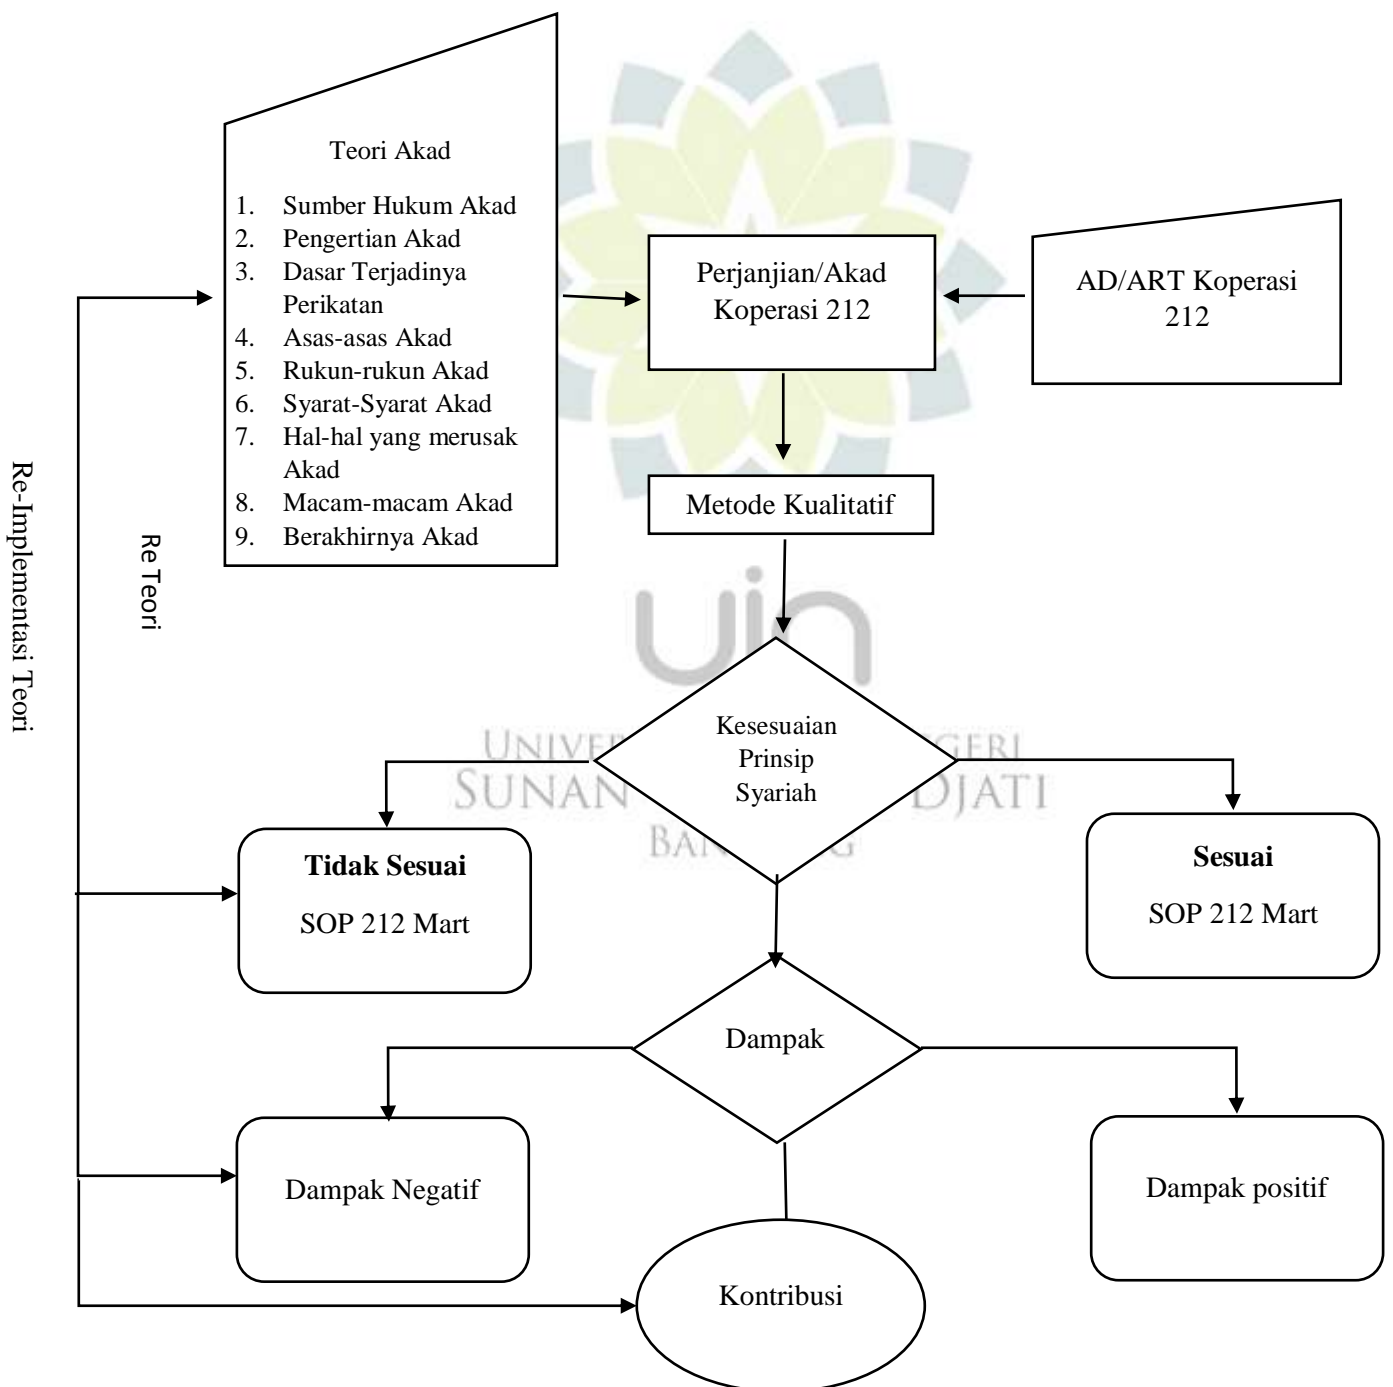 Teori Akad
1. Sumber Hukum Akad
2. Pengertian Akad
3. Dasar Terjadinya
Perikatan
4. Asas-asas Akad
5. Rukun-rukun Akad
6. Syarat-Syarat Akad
7. Hal-hal yang merusak
Akad
8. Macam-macam Akad
9. Berakhirnya Akad
Perjanjian/Akad
Koperasi 212
AD/ART Koperasi
212
Metode Kualitatif
Re-Implementasi Teori
Re Teori
uin
SUNAN DJATI
Kesesuaian
Prinsip
Syariah
Tidak Sesuai
SOP 212 Mart
Sesuai
SOP 212 Mart
Dampak
Dampak Negatif
Dampak positif
Kontribusi